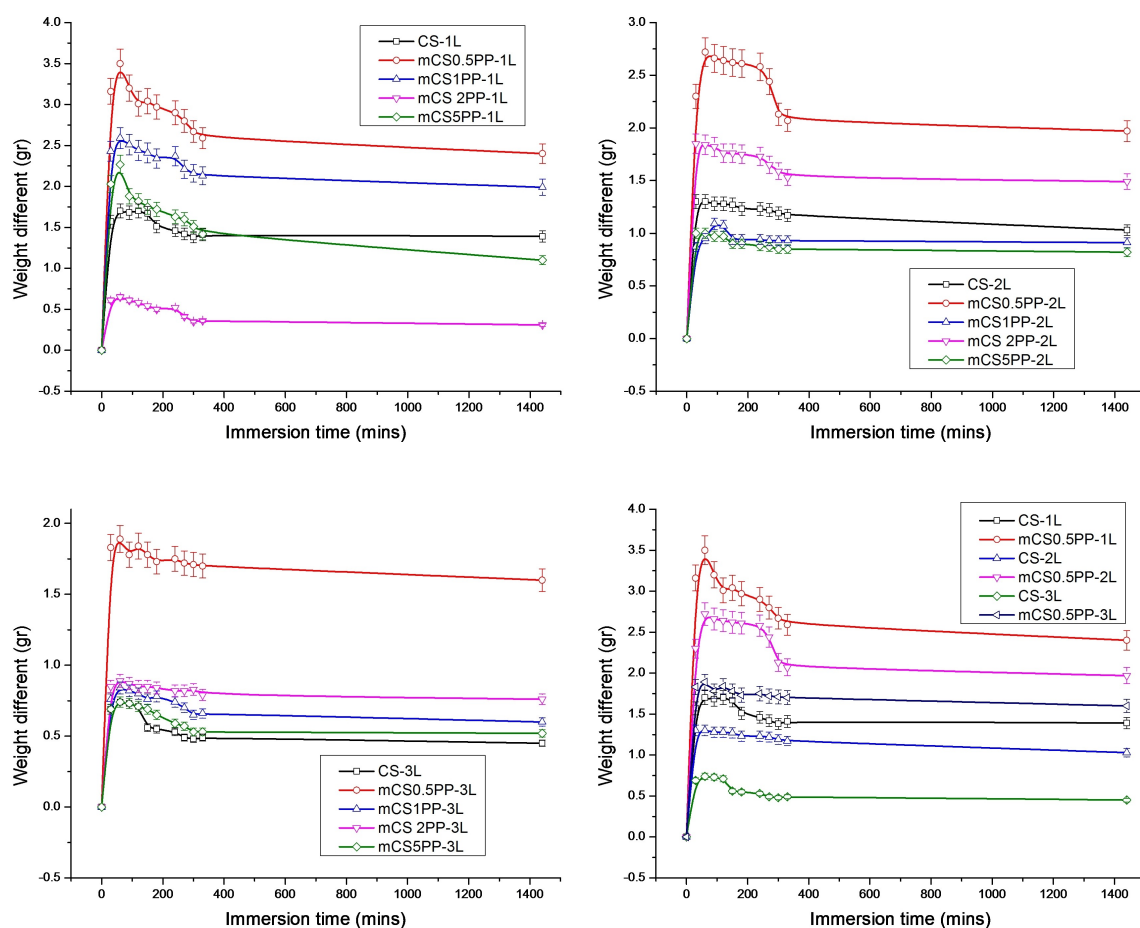 4.0
3.5
3.0
2.5
2.0
1.5
1.0
0.5
0.0
-0.5
Weight different (gr)
CS-1L
mCS0.5PP-1L
mCS1PP-1L
mCS 2PP-1L
mCS5PP-1L
0 200 400 600 800 1000 1200 1400
Immersion time (mins)
3.0
2.5
2.0
1.5
1.0
0.5
0.0
-0.5
Weight different (gr)
CS-2L
mCS0.5PP-2L
mCS1PP-2L
mCS 2PP-2L
mCS5PP-2L
0 200 400 600 800 1000 1200 1400
Immersion time (mins)
2.0
1.5
1.0
0.5
0.0
-0.5
Weight different (gr)
CS-3L
mCS0.5PP-3L
mCS1PP-3L
mCS 2PP-3L
mCS5PP-3L
0 200 400 600 800 1000 1200 1400
Immersion time (mins)
4.0
3.5
3.0
2.5
2.0
1.5
1.0
0.5
0.0
-0.5
Weight different (gr)
CS-1L
mCS0.5PP-1L
CS-2L
mCS0.5PP-2L
CS-3L
mCS0.5PP-3L
0 200 400 600 800 1000 1200 1400
Immersion time (mins)